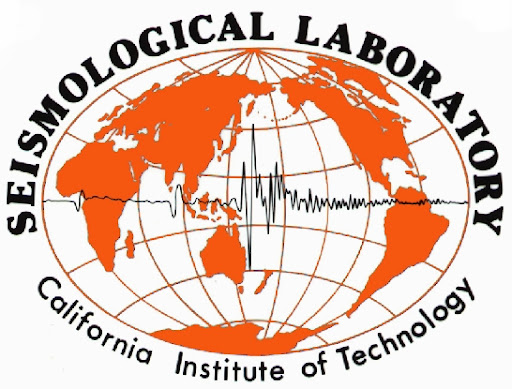 SEISMOLOGICAL LABORATORY
California Institute of Technology